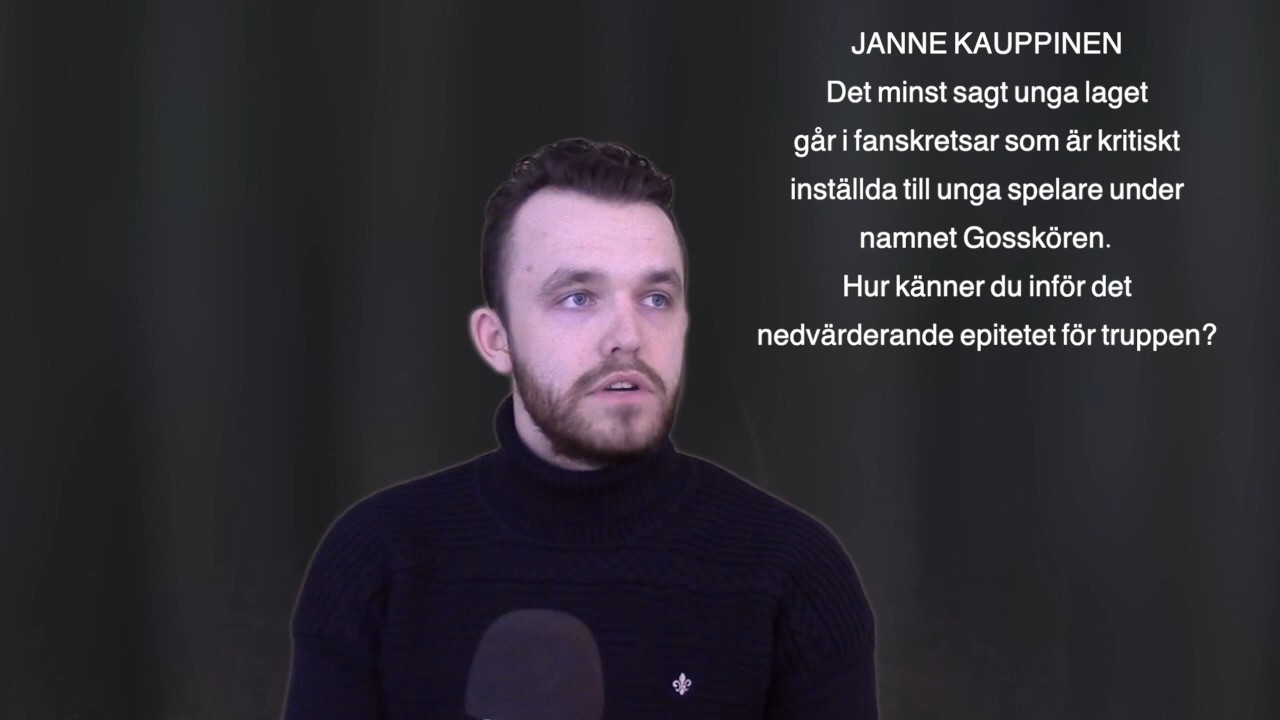 JANNE KAUPPINEN
Det minst sagt unga laget
går i fanskretsar som är kritiskt
inställda till unga spelare under
namnet Gosskören.
Hur känner du inför det
nedvärderande epitetet för truppen?